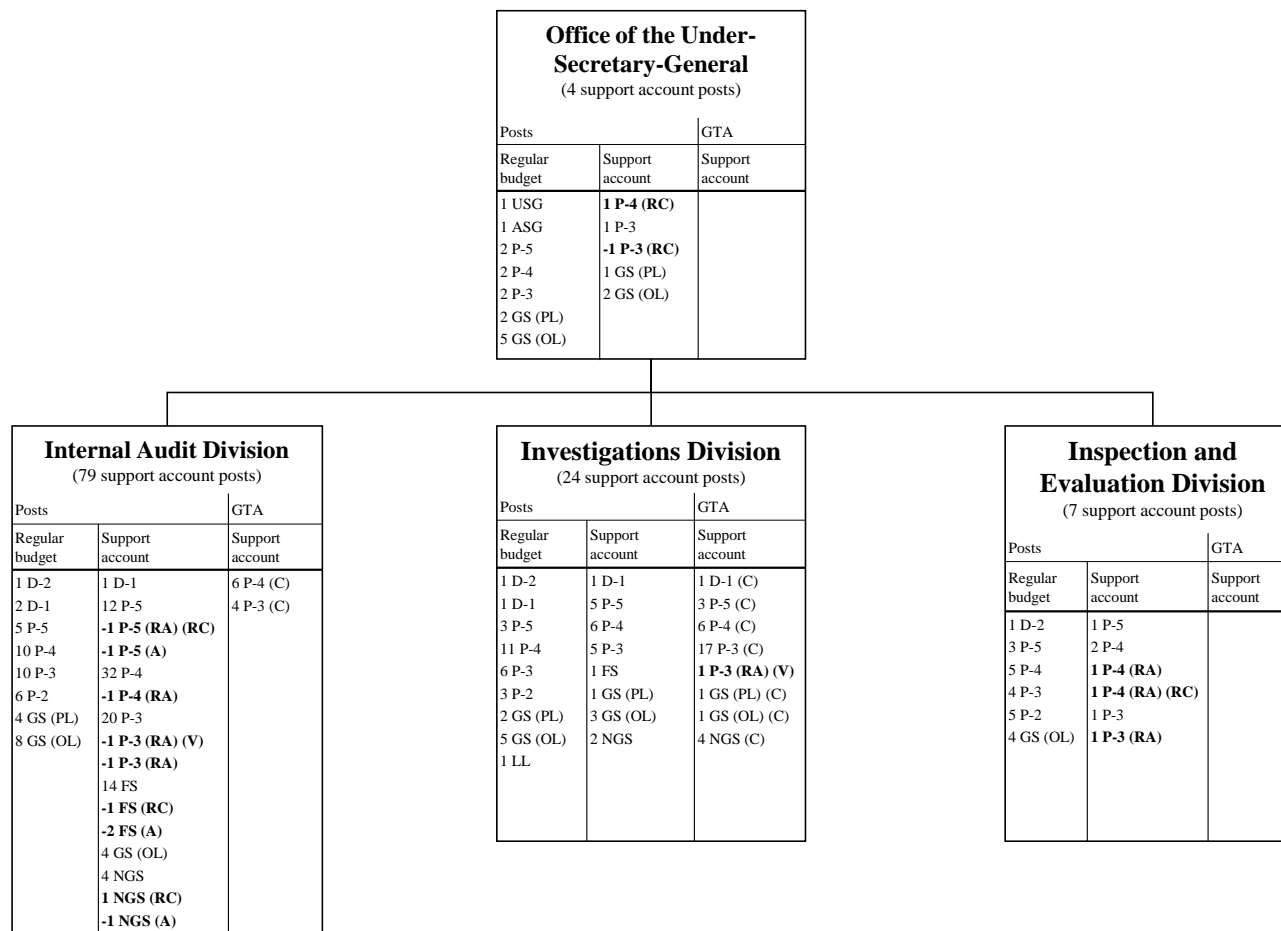 Office of the Under-
Secretary-General
(4 support account posts)
Posts GTA
Regular budget Support account Support account
1 USG 1 P-4 (RC)
1 ASG 1 P-3
2 P-5 -1 P-3 (RC)
2 P-4 1 GS (PL)
2 P-3 2 GS (OL)
2 GS (PL)
5 GS (OL)
Internal Audit Division
(79 support account posts)
Posts GTA
Regular budget Support account Support account
1 D-2 1 D-1 6 P-4 (C)
2 D-1 12 P-5 4 P-3 (C)
5 P-5 -1 P-5 (RA) (RC)
10 P-4 -1 P-5 (A)
10 P-3 32 P-4
6 P-2 -1 P-4 (RA)
4 GS (PL) 20 P-3
8 GS (OL) -1 P-3 (RA) (V)
-1 P-3 (RA)
14 FS
-1 FS (RC)
-2 FS (A)
4 GS (OL)
4 NGS
1 NGS (RC)
-1 NGS (A)
Investigations Division
(24 support account posts)
Posts GTA
Regular budget Support account Support account
1 D-2 1 D-1 1 D-1 (C)
1 D-1 5 P-5 3 P-5 (C)
3 P-5 6 P-4 6 P-4 (C)
11 P-4 5 P-3 17 P-3 (C)
6 P-3 1 FS 1 P-3 (RA) (V)
3 P-2 1 GS (PL) 1 GS (PL) (C)
2 GS (PL) 3 GS (OL) 1 GS (OL) (C)
5 GS (OL) 2 NGS 4 NGS (C)
1 LL
Inspection and
Evaluation Division
(7 support account posts)
Posts GTA
Regular budget Support account Support account
1 D-2 1 P-5
3 P-5 2 P-4
5 P-4 1 P-4 (RA)
4 P-3 1 P-4 (RA) (RC)
5 P-2 1 P-3
4 GS (OL) 1 P-3 (RA)